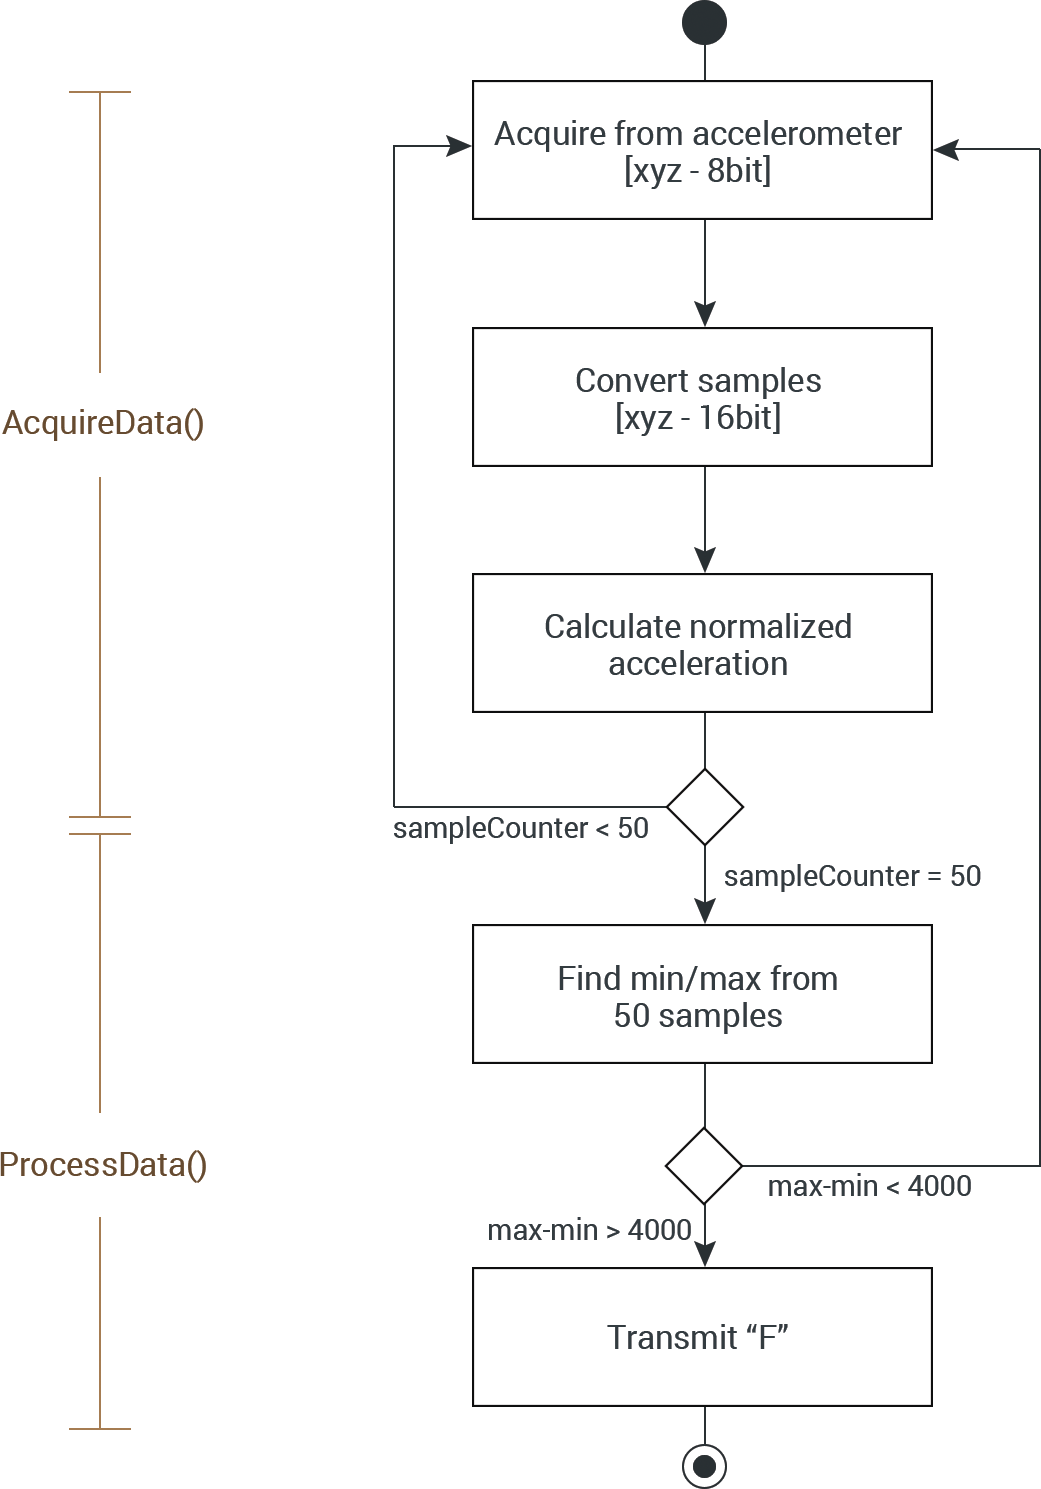 Acquire from accelerometer
[xyz - 8bit]
Convert samples
[xyz - 16bit]
AcquireData()
Calculate normalized
acceleration
sampleCounter < 50
sampleCounter = 50
Find min/max from
50 samples
ProcessData()
max-min < 4000
max-min > 4000
Transmit “F”